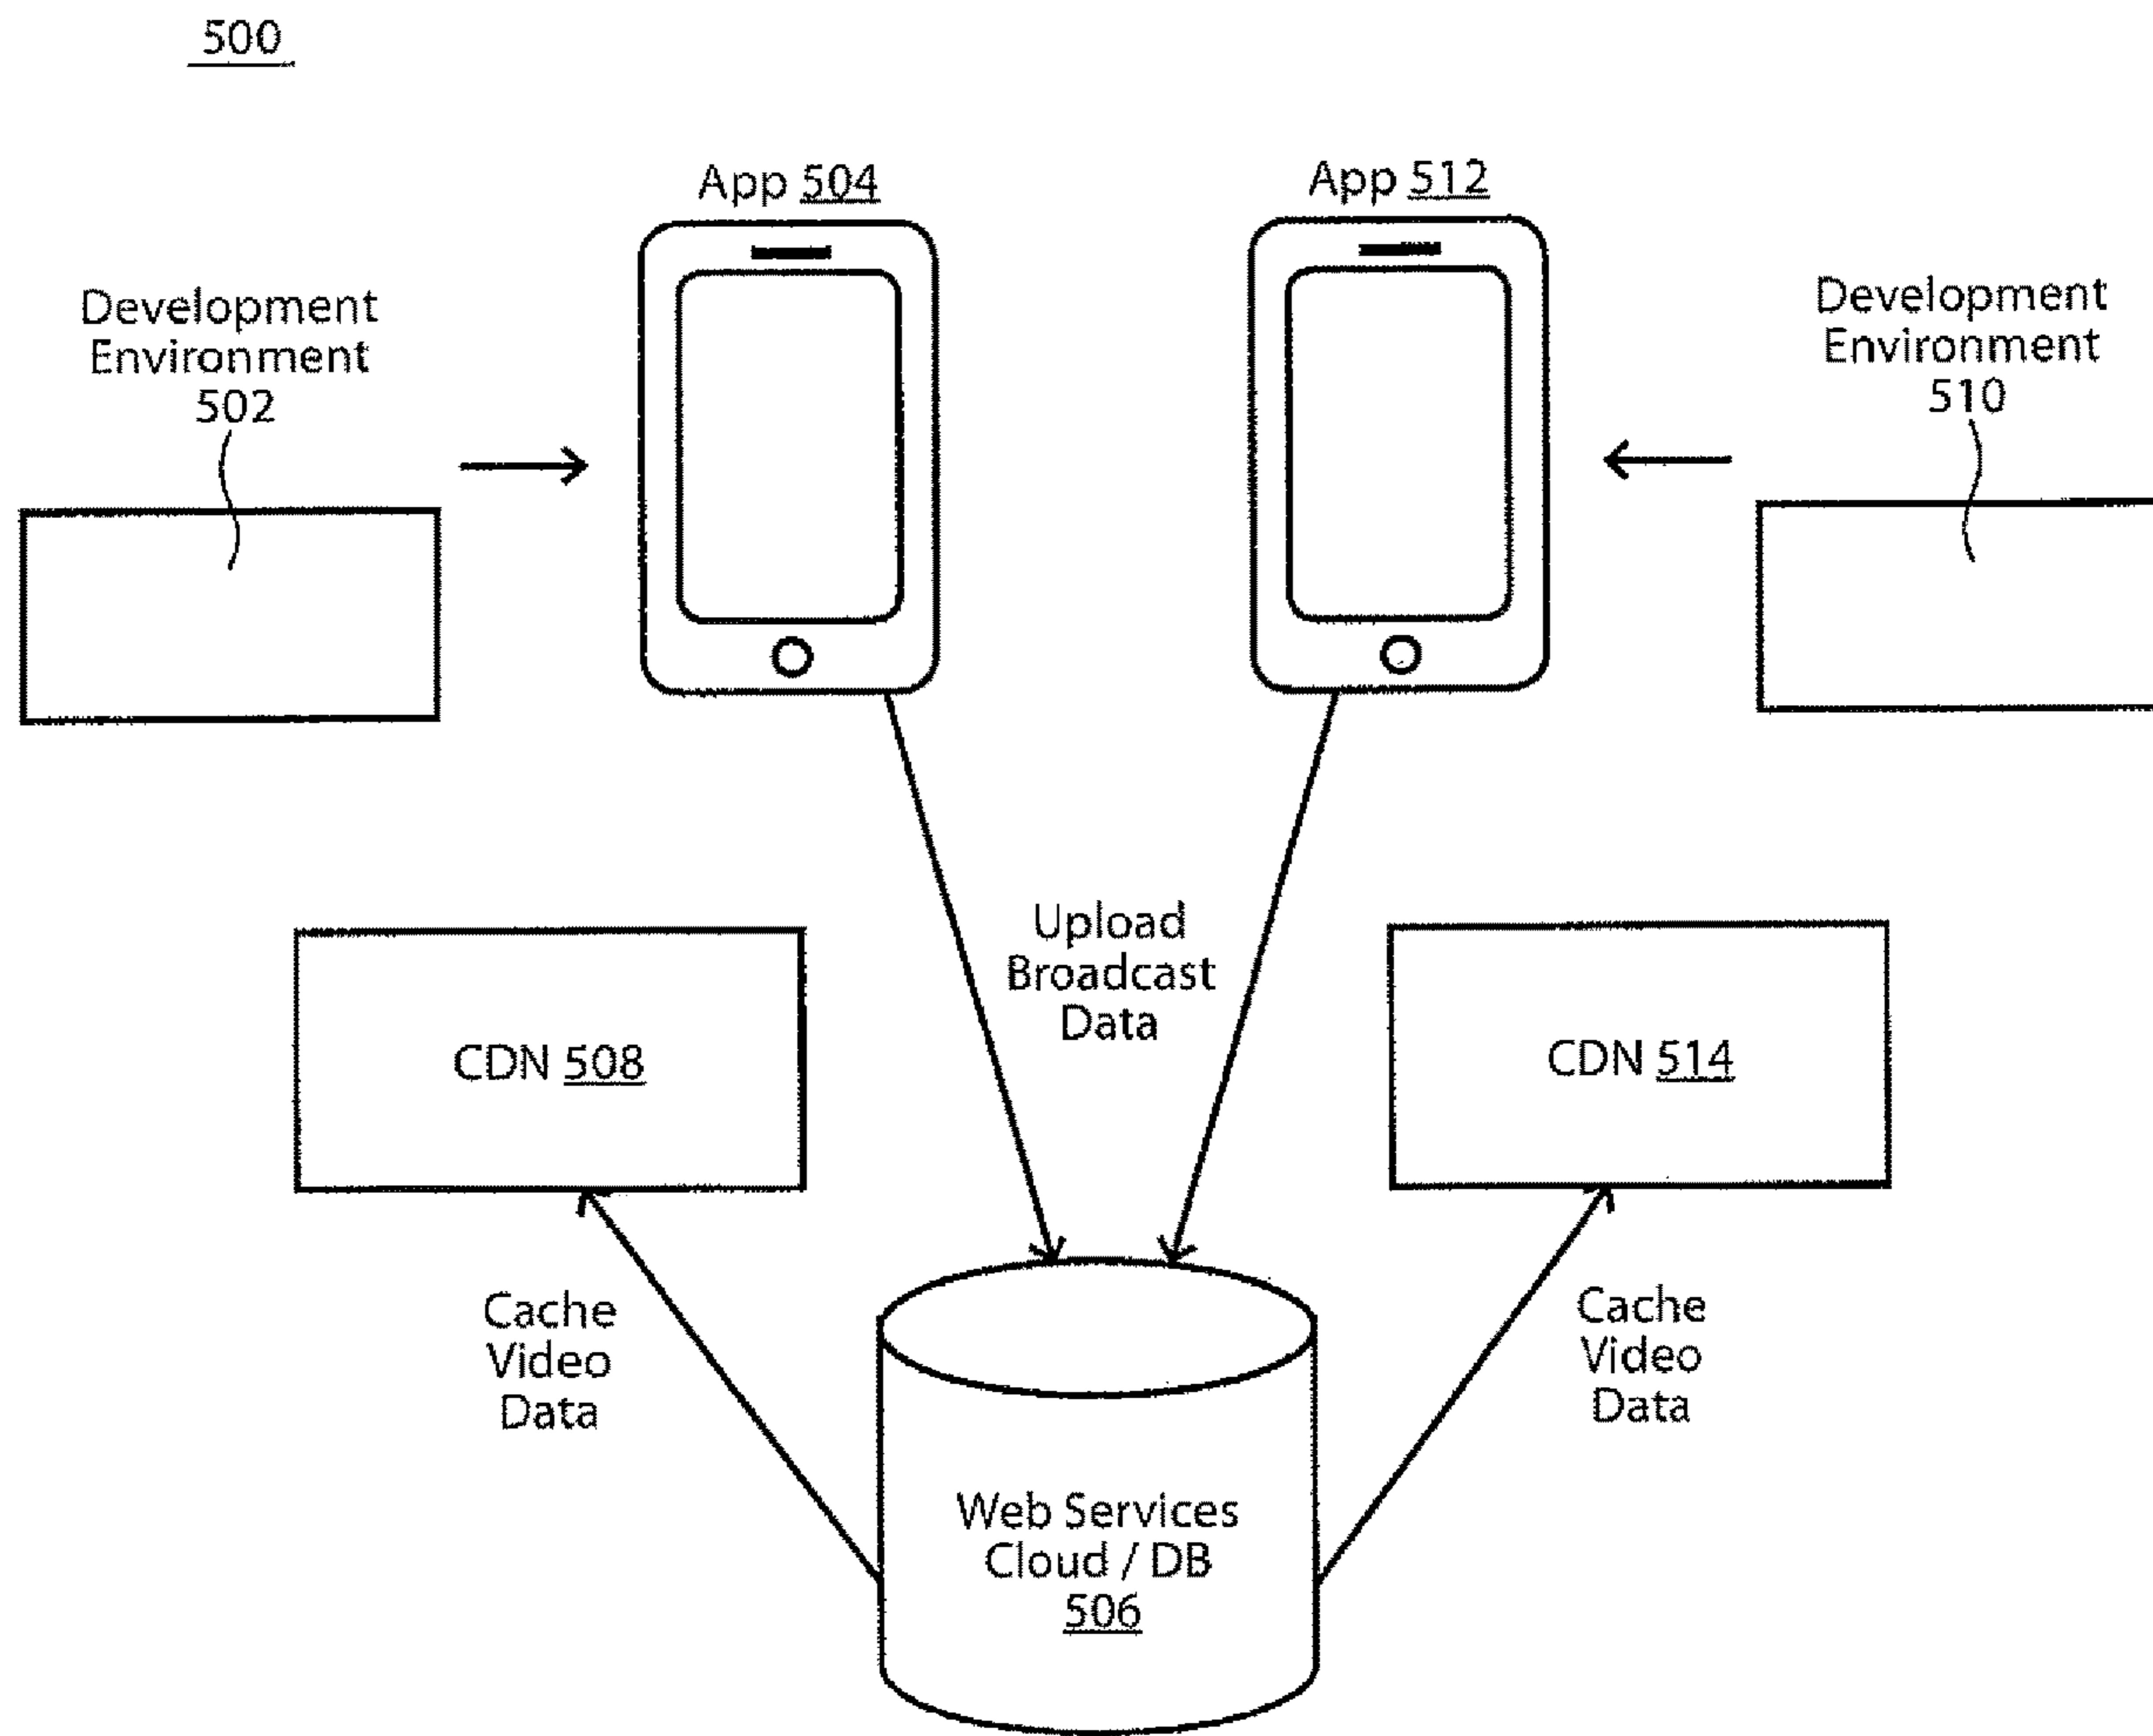 500
App 504
App 512
Development
Environment
502
Development
Environment
510
Upload
Broadcast
Data
CDN 508
CDN 514
Cache
Video
Data
Cache
Video
Data
Web Services
Cloud / DB
506